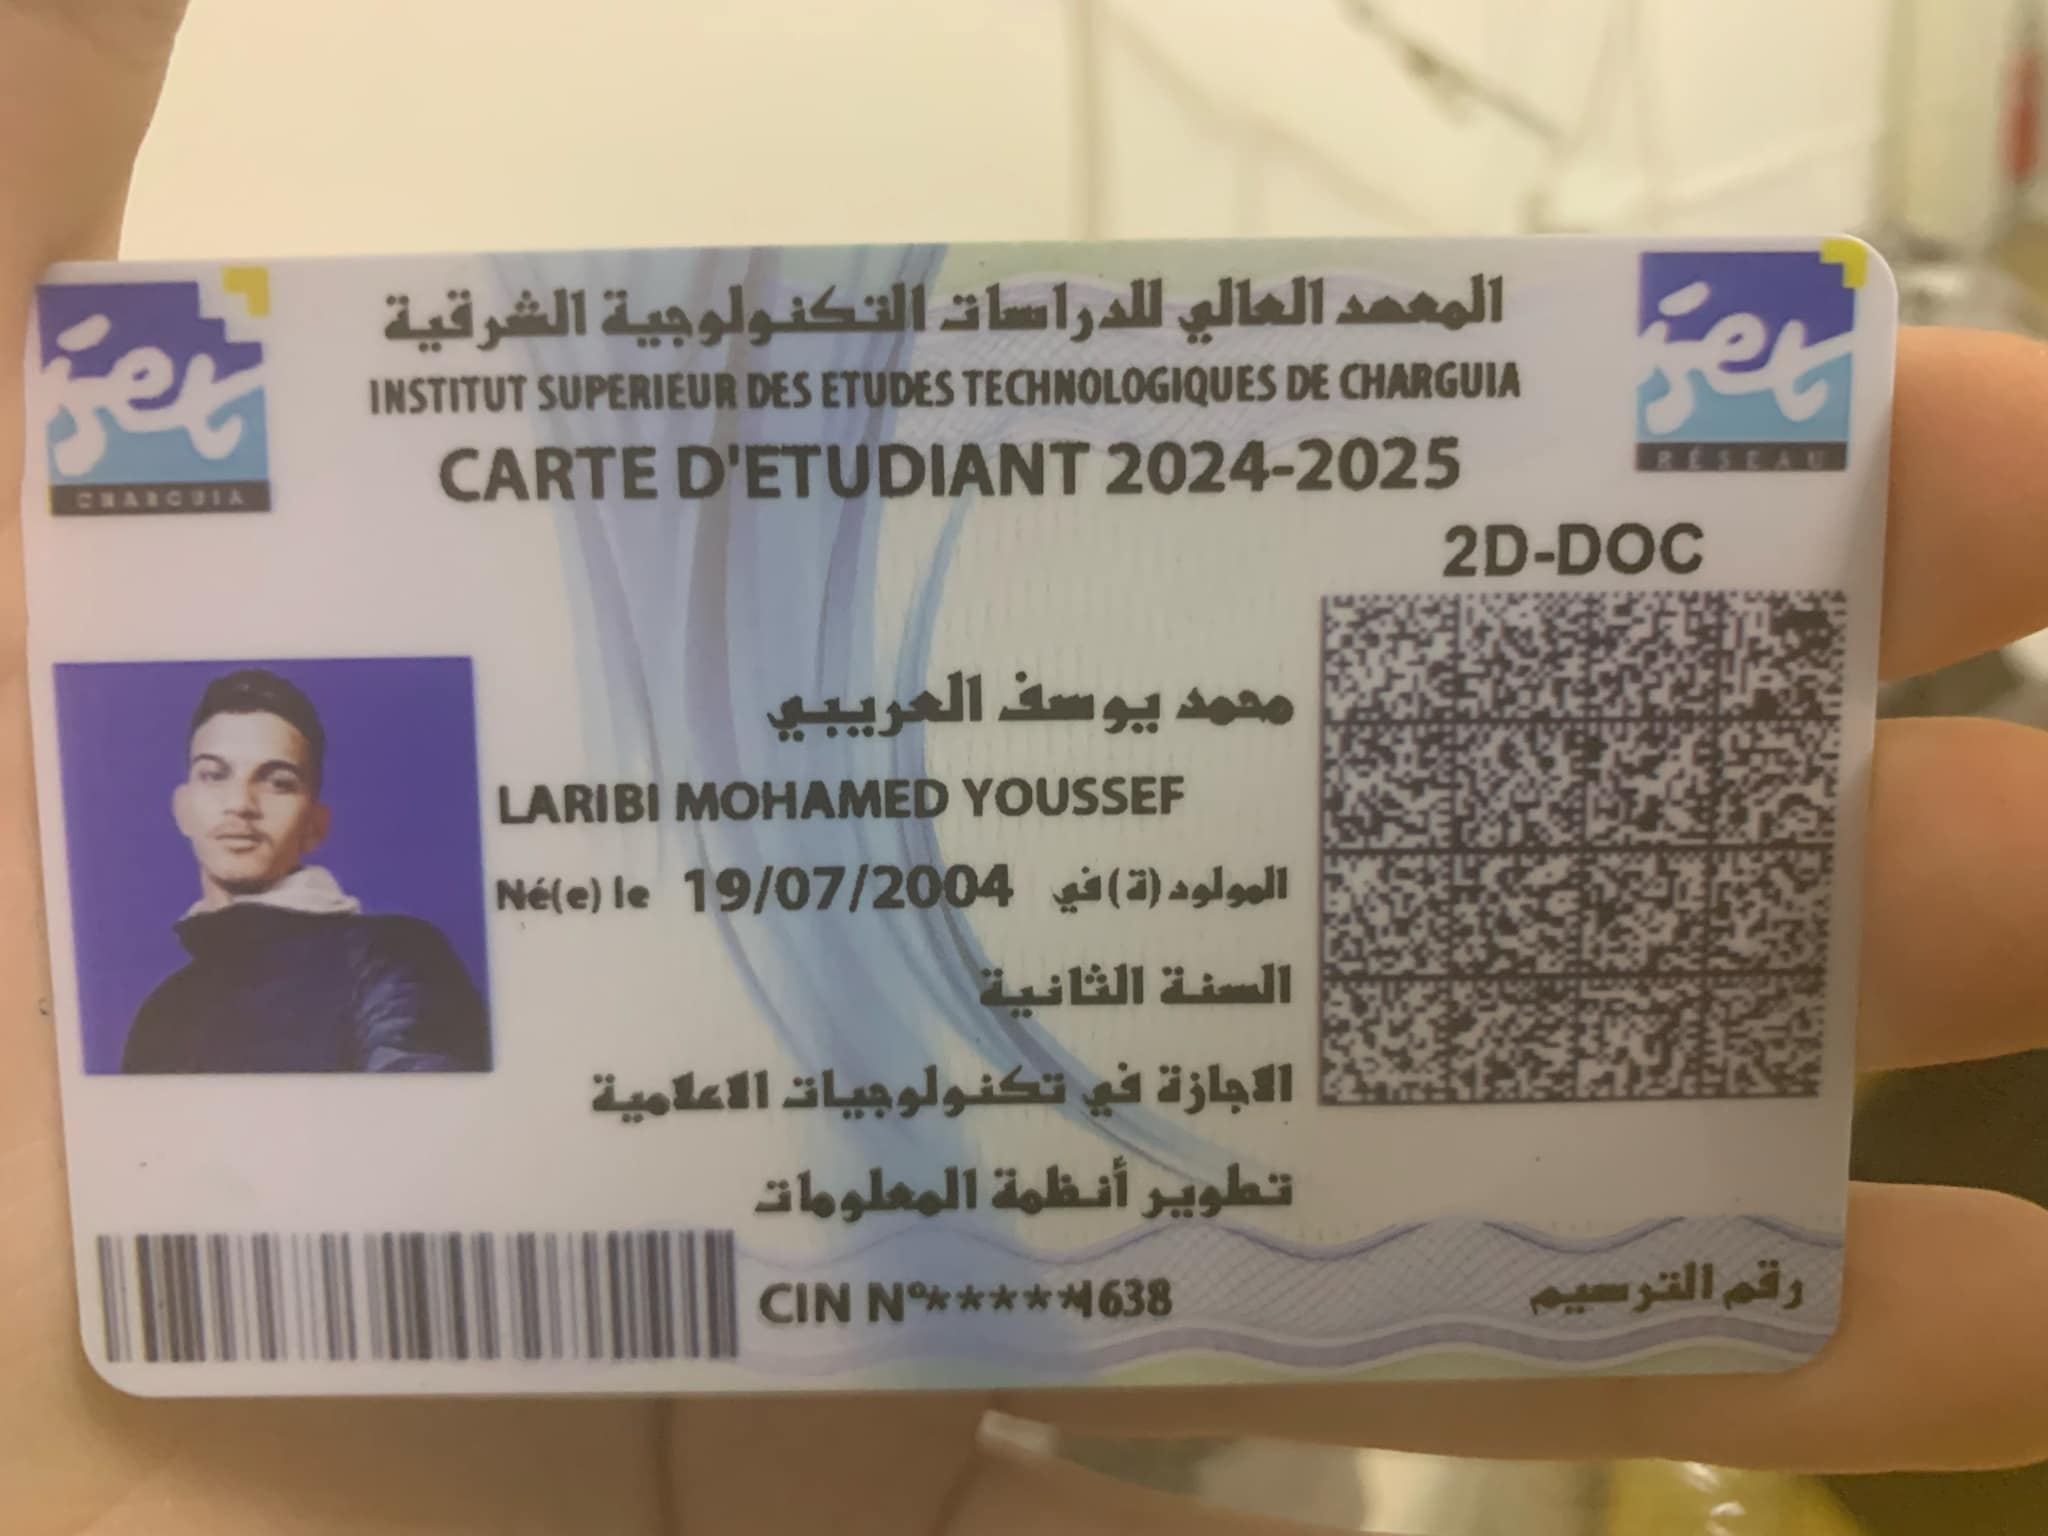 المعهد العالي للدراسات التكنولوجية الشرقية
INSTITUT SUPERIEUR DES ETUDES TECHNOLOGIQUES DE CHARGUIA
CARTE D'ETUDIANT 2024-2025
iset
CHARGUIA
iset
RÉSEAU
2D-DOC
محمد يوسف العريبي
LARIBI MOHAMED YOUSSEF
Né(e) le 19/07/2004 المولود(ة)في
السنة الثانية
الاجازة في تكنولوجيات الاعلامية
تطوير أنظمة المعلومات
CIN N°*****1638
رقم الترسيم